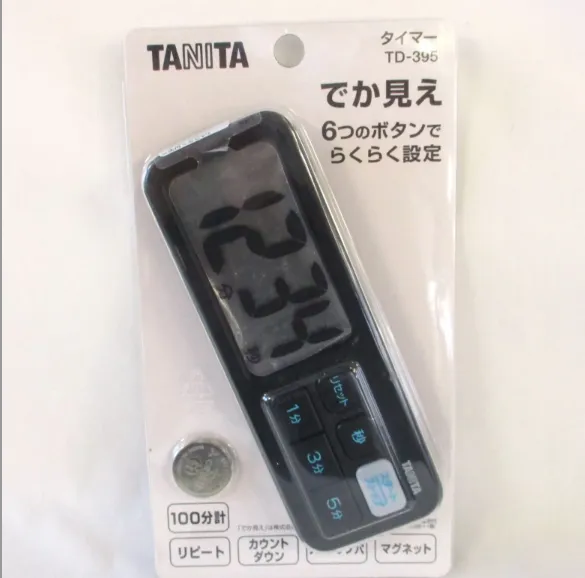 TANITA
タイマー
TD-395
でか見え
6つのボタンで
らくらく設定
12
分
34
秒
リセット
1分
秒
3分
5分
TANITA
100分計
リピート
カウント
ダウン
マグネット